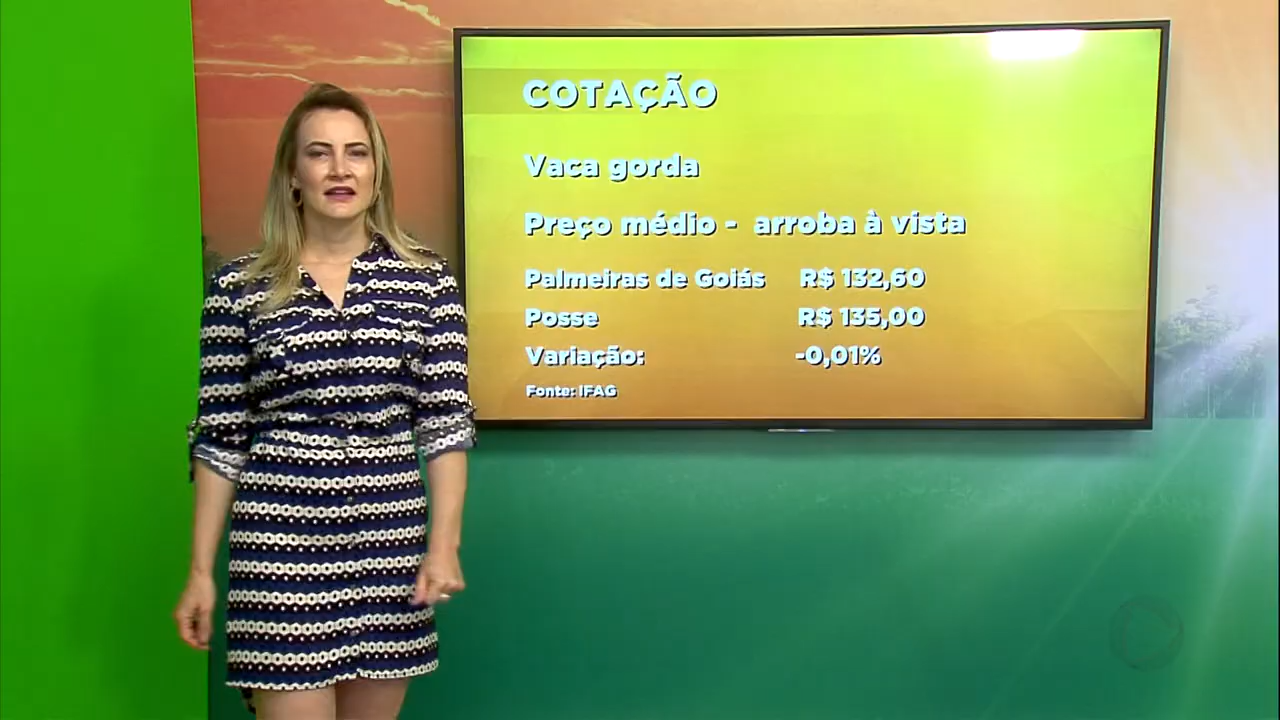 COTAÇÃO
Vaca gorda
Preço médio - arroba à vista
Palmeiras de Goiás R$ 132,60
Posse R$ 135,00
Variação: -0,01%
Fonte: IFAG